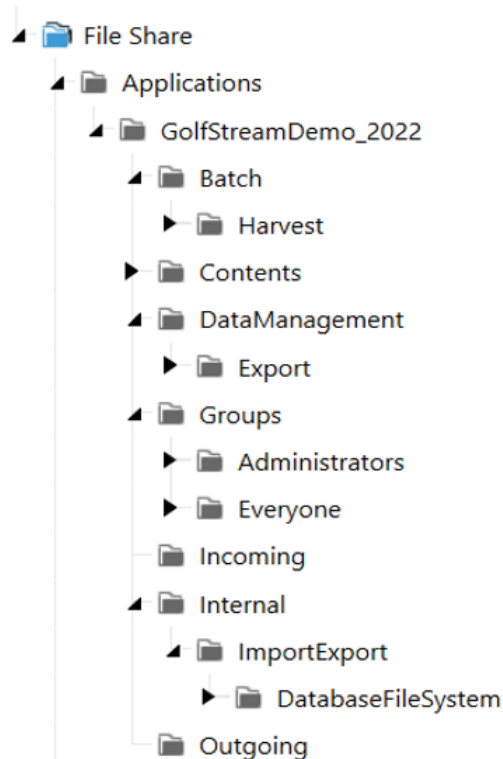 File Share
Applications
GolfStreamDemo_2022
Batch
Harvest
Contents
DataManagement
Export
Groups
Administrators
Everyone
Incoming
Internal
ImportExport
DatabaseFileSystem
Outgoing